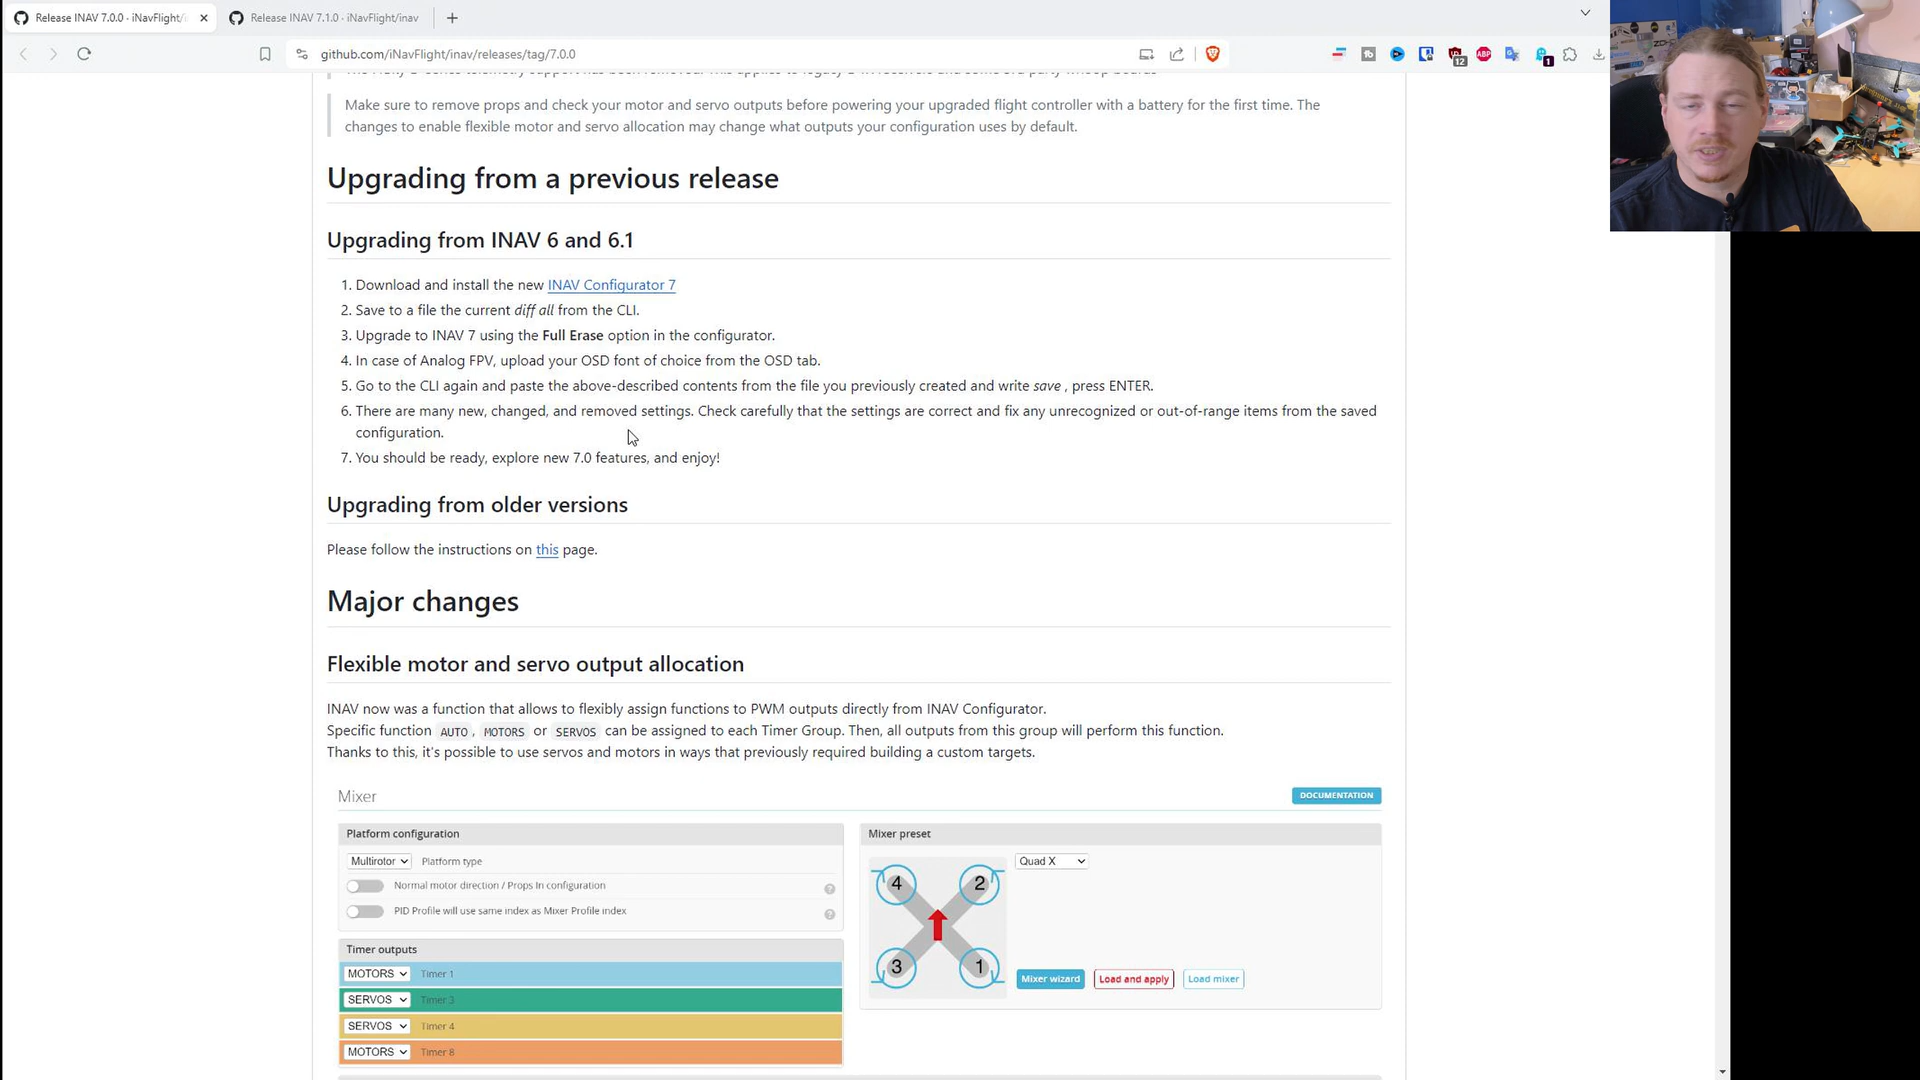 Release INAV 7.0.0 · iNavFlight/i
Release INAV 7.1.0 · iNavFlight/inav
github.com/iNavFlight/inav/releases/tag/7.0.0
12
ABP
1
Make sure to remove props and check your motor and servo outputs before powering your upgraded flight controller with a battery for the first time. The
changes to enable flexible motor and servo allocation may change what outputs your configuration uses by default.
Upgrading from a previous release
Upgrading from INAV 6 and 6.1
1. Download and install the new INAV Configurator 7
2. Save to a file the current diff all from the CLI.
3. Upgrade to INAV 7 using the Full Erase option in the configurator.
4. In case of Analog FPV, upload your OSD font of choice from the OSD tab.
5. Go to the CLI again and paste the above-described contents from the file you previously created and write save , press ENTER.
6. There are many new, changed, and removed settings. Check carefully that the settings are correct and fix any unrecognized or out-of-range items from the saved
configuration.
7. You should be ready, explore new 7.0 features, and enjoy!
Upgrading from older versions
Please follow the instructions on this page.
Major changes
Flexible motor and servo output allocation
INAV now was a function that allows to flexibly assign functions to PWM outputs directly from INAV Configurator.
Specific function AUTO, MOTORS or SERVOS can be assigned to each Timer Group. Then, all outputs from this group will perform this function.
Thanks to this, it's possible to use servos and motors in ways that previously required building a custom targets.
Mixer
DOCUMENTATION
Platform configuration
Multirotor Platform type
Normal motor direction / Props In configuration
PID Profile will use same index as Mixer Profile index
Timer outputs
MOTORS Timer 1
SERVOS Timer 3
SERVOS Timer 4
MOTORS Timer 8
Mixer preset
Quad X
4 2
3 1
Mixer wizard Load and apply Load mixer